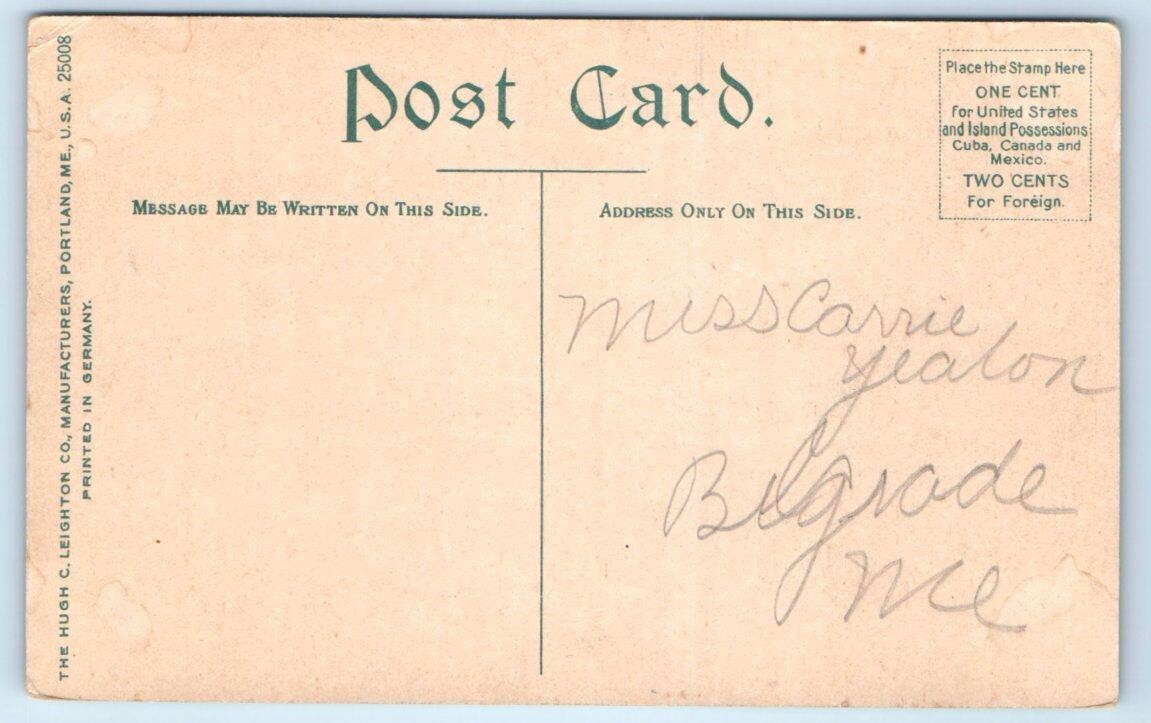 THE HUGH C. LEIGHTON CO., MANUFACTURERS, PORTLAND, ME., U.S.A. 25008
PRINTED IN GERMANY.
Post Card.
MESSAGE MAY BE WRITTEN ON THIS SIDE.
ADDRESS ONLY ON THIS SIDE.
Place the Stamp Here
ONE CENT
for United States
and Island Possessions
Cuba, Canada and
Mexico.
TWO CENTS
For Foreign.
Miss Carrie
Yeaton
Belgrade
Me